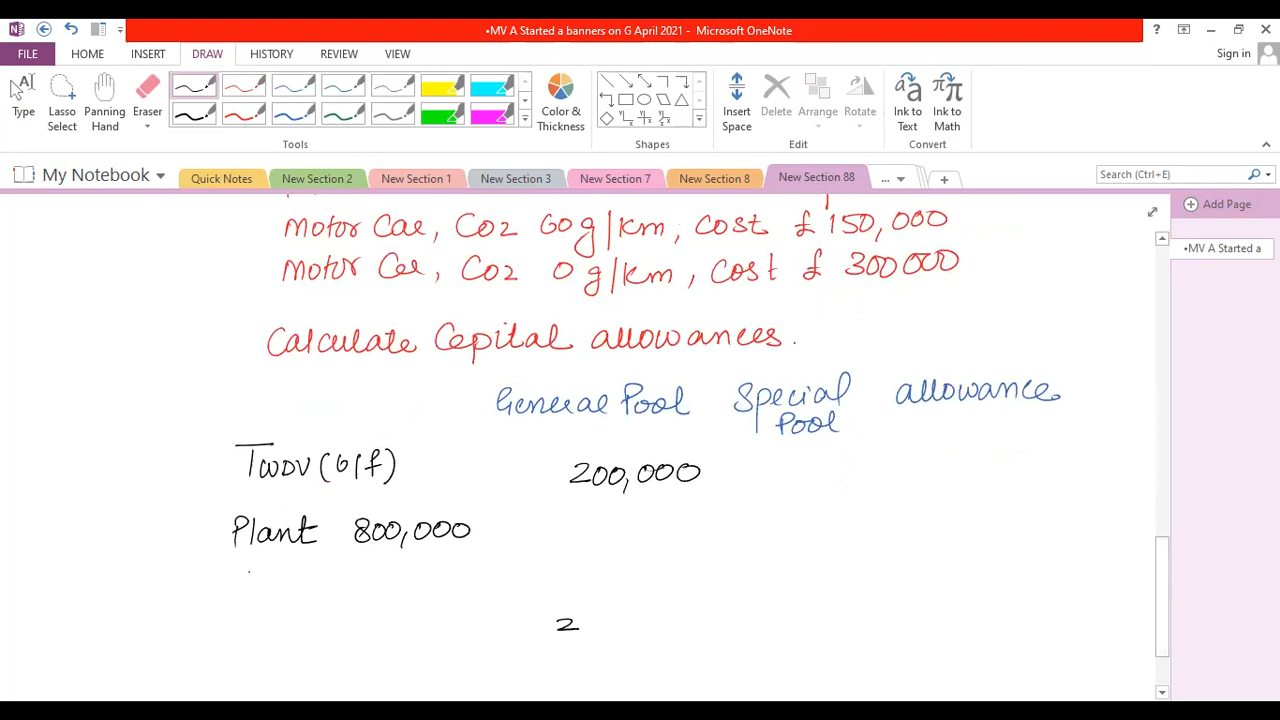 •MV A Started a banners on G April 2021 - Microsoft OneNote
Sign in
FILE HOME INSERT DRAW HISTORY REVIEW VIEW
Type
Lasso Select
Panning Hand
Eraser
Color & Thickness
Insert Space
Delete
Arrange
Rotate
Ink to Text
Ink to Math
Tools
Shapes
Edit
Convert
My Notebook
Quick Notes
New Section 2
New Section 1
New Section 3
New Section 7
New Section 8
New Section 88
...
Search (Ctrl+E)
Add Page
•MV A Started a
Motor Car, CO2 60g/km, Cost £150,000
Motor Car, CO2 0g/km, Cost £ 300000
Calculate Capital allowances.
General Pool Special Pool allowance
TWDV(b/f) 200,000
Plant 800,000
2